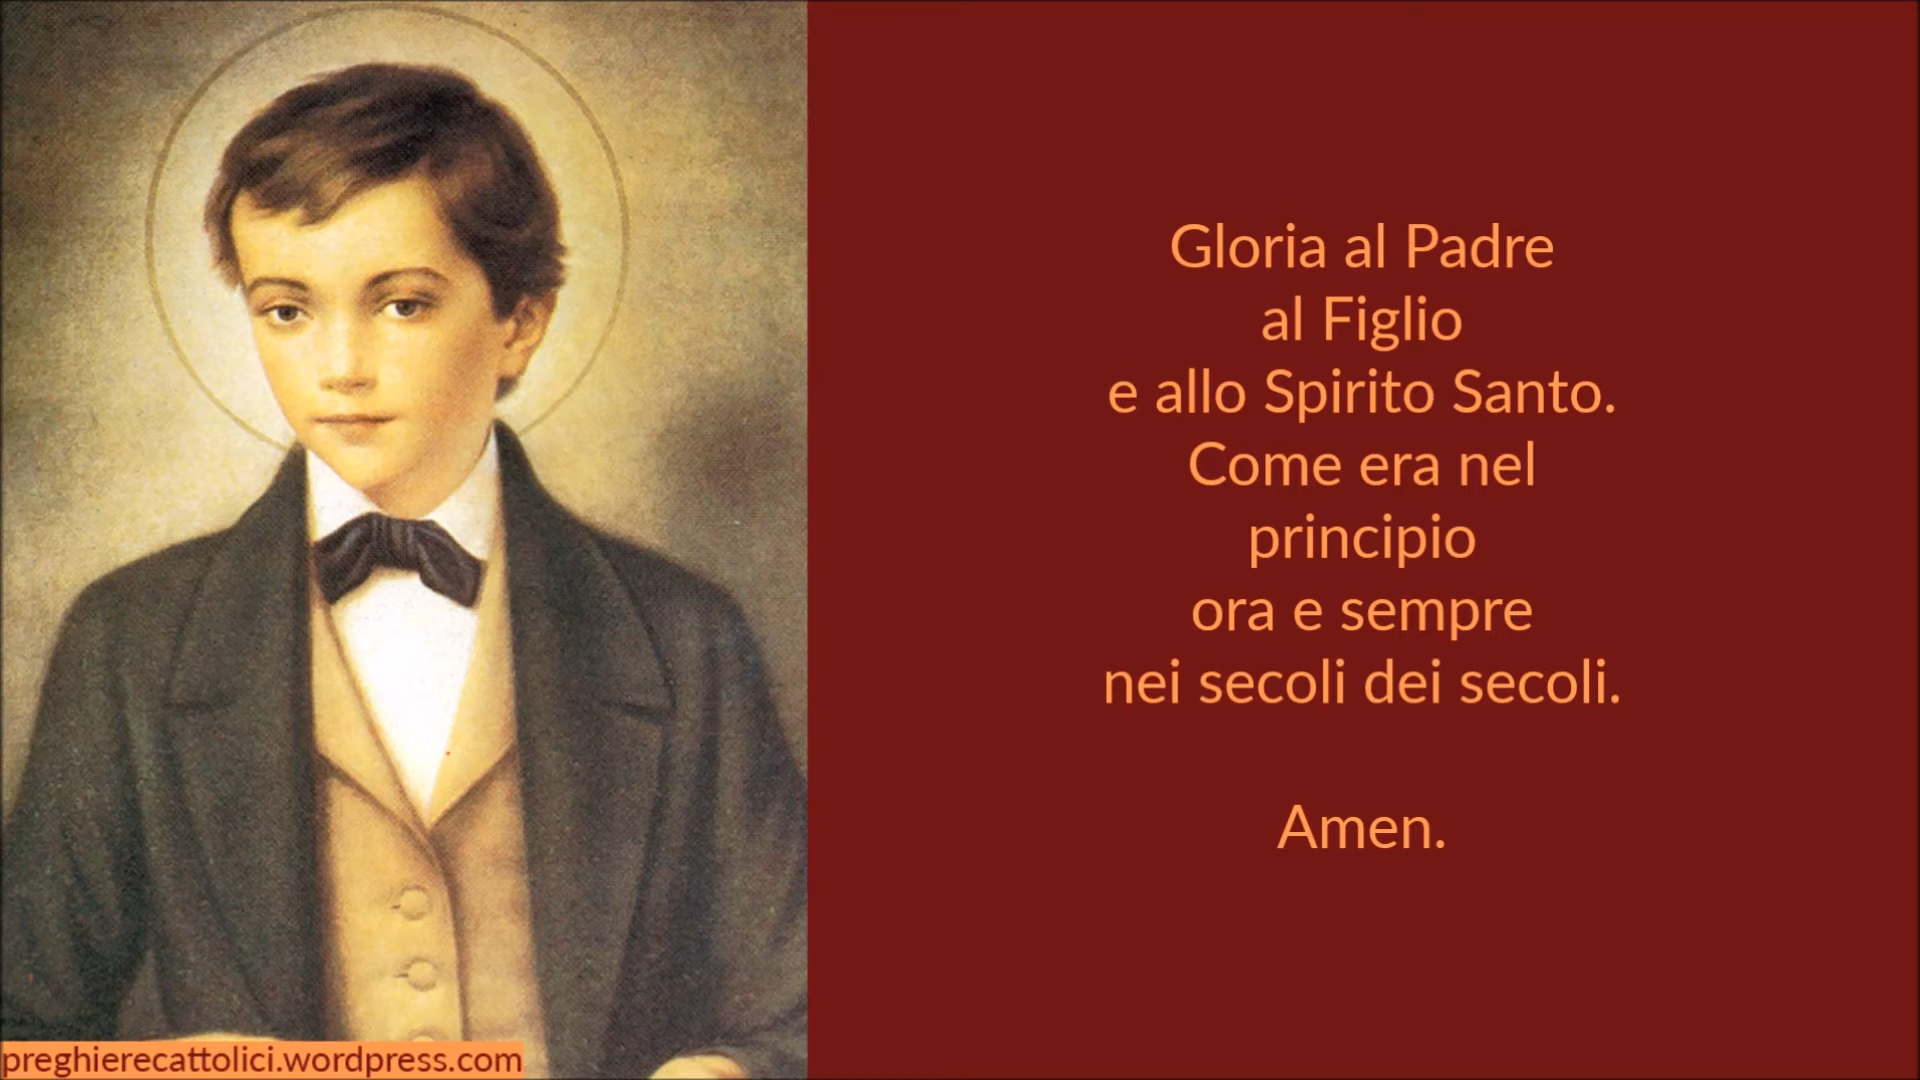 Gloria al Padre
al Figlio
e allo Spirito Santo.
Come era nel
principio
ora e sempre
nei secoli dei secoli.
Amen.
preghierecattolici.wordpress.com